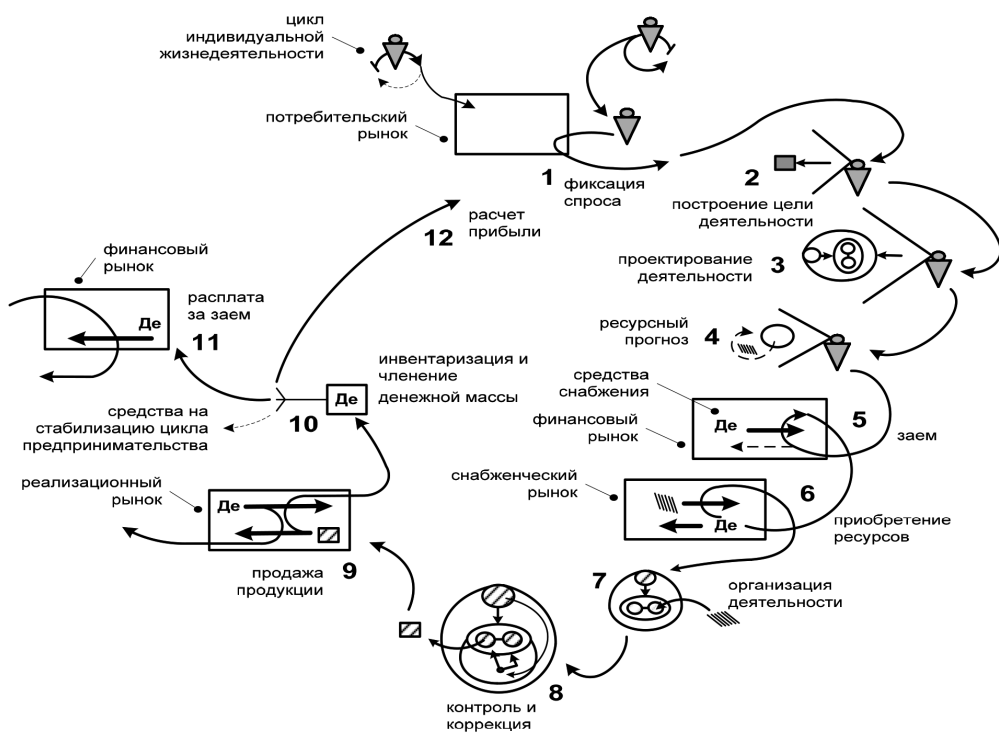 цикл
индивидуальной
жизнедеятельности
потребительский
рынок
1
фиксация
спроса
2
построение цели
деятельности
проектирование
деятельности
3
ресурсный
прогноз
4
средства
снабжения
финансовый
рынок
Де
5
заем
снабженческий
рынок
Де
6
приобретение
ресурсов
7
организация
деятельности
8
контроль и
коррекция
реализационный
рынок
Де
продажа
продукции
9
инвентаризация и
членение
денежной массы
Де
10
средства на
стабилизацию цикла
предпринимательства
финансовый
рынок
Де
расплата
за заем
11
12
расчет
прибыли